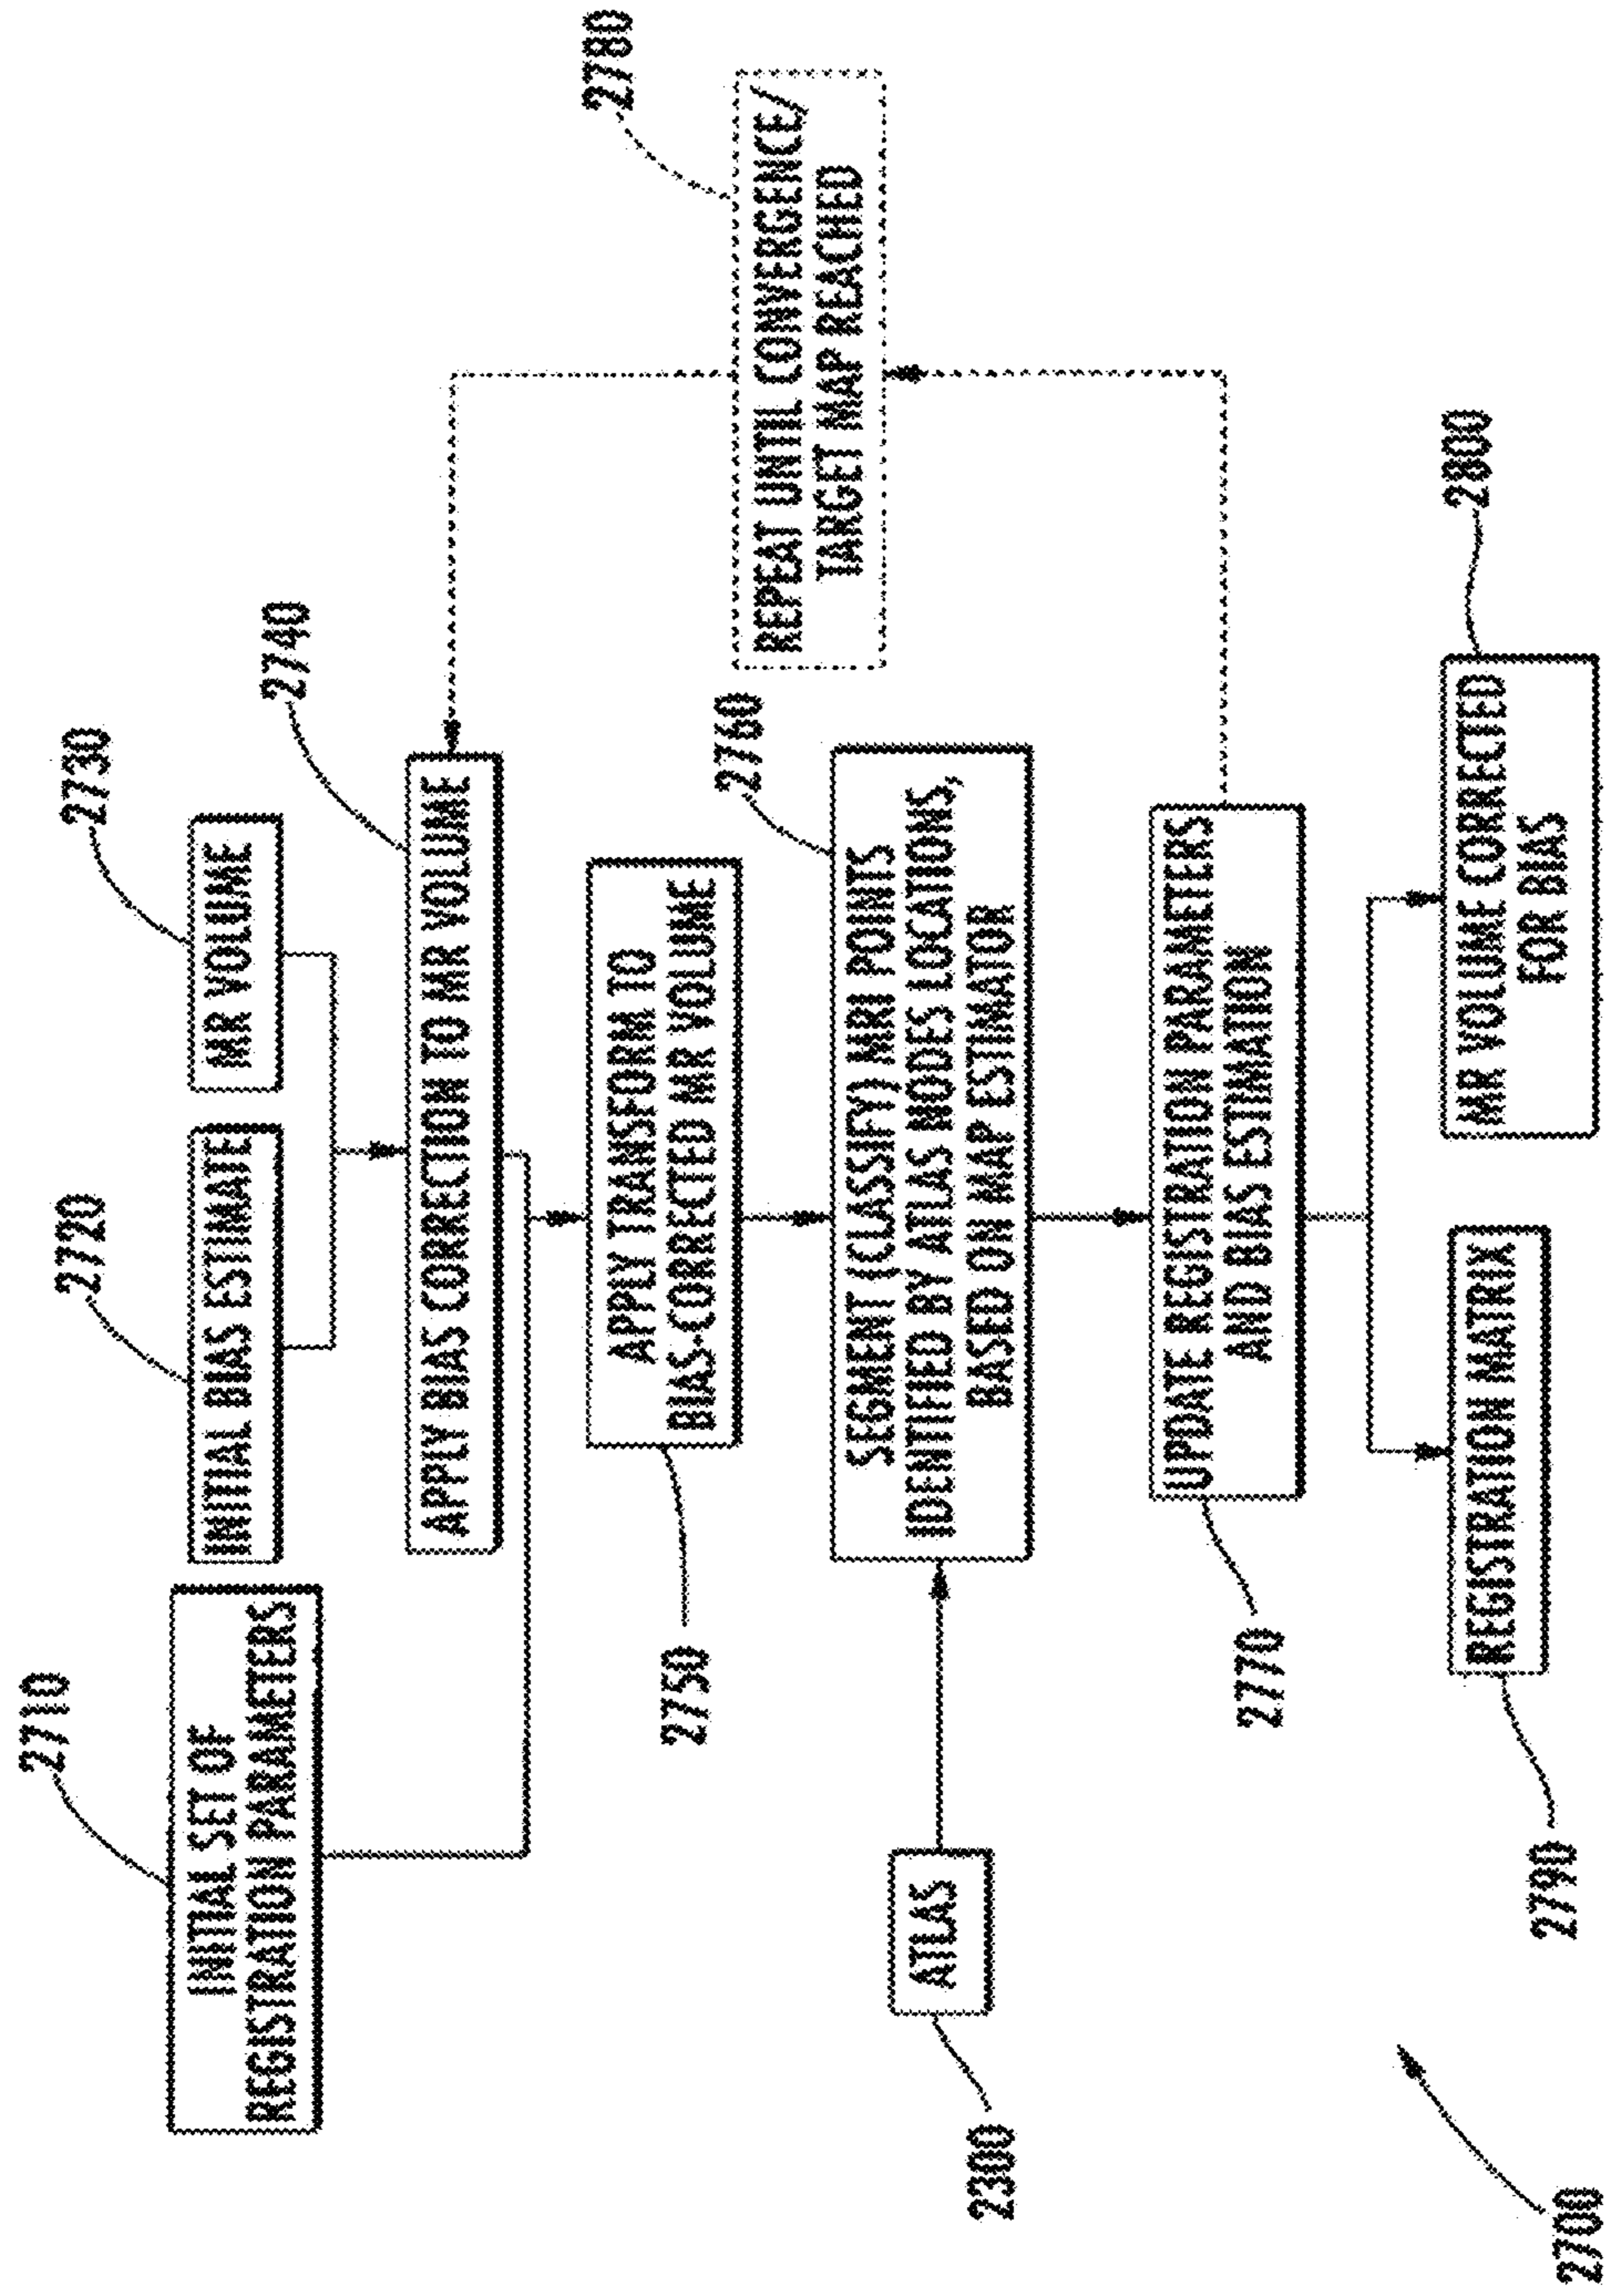 2710
INITIAL SET OF
REGISTRATION PARAMETERS
2720
INITIAL BIAS ESTIMATE
2730
MR VOLUME
2740
APPLY BIAS CORRECTION TO MR VOLUME
2750
APPLY TRANSFORM TO
BIAS-CORRECTED MR VOLUME
2780
REPEAT UNTIL CONVERGENCE/
TARGET MAP REACHED
2300
ATLAS
2760
SEGMENT (CLASSIFY) MRI POINTS
IDENTIFIED BY ATLAS NODES LOCATIONS,
BASED ON MAP ESTIMATOR
2770
UPDATE REGISTRATION PARAMETERS
AND BIAS ESTIMATION
2790
REGISTRATION MATRIX
2800
MR VOLUME CORRECTED
FOR BIAS
2700